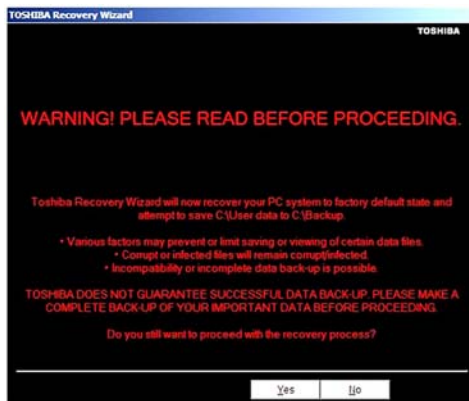 TOSHIBA Recovery Wizard
TOSHIBA
WARNING! PLEASE READ BEFORE PROCEEDING.
Toshiba Recovery Wizard will now recover your PC system to factory default state and
attempt to save C:\User data to C:\Backup.
• Various factors may prevent or limit saving or viewing of certain data files.
• Corrupt or infected files will remain corrupt/infected.
• Incompatibility or incomplete data back-up is possible.
TOSHIBA DOES NOT GUARANTEE SUCCESSFUL DATA BACK-UP. PLEASE MAKE A
COMPLETE BACK-UP OF YOUR IMPORTANT DATA BEFORE PROCEEDING.
Do you still want to proceed with the recovery process?
Yes No